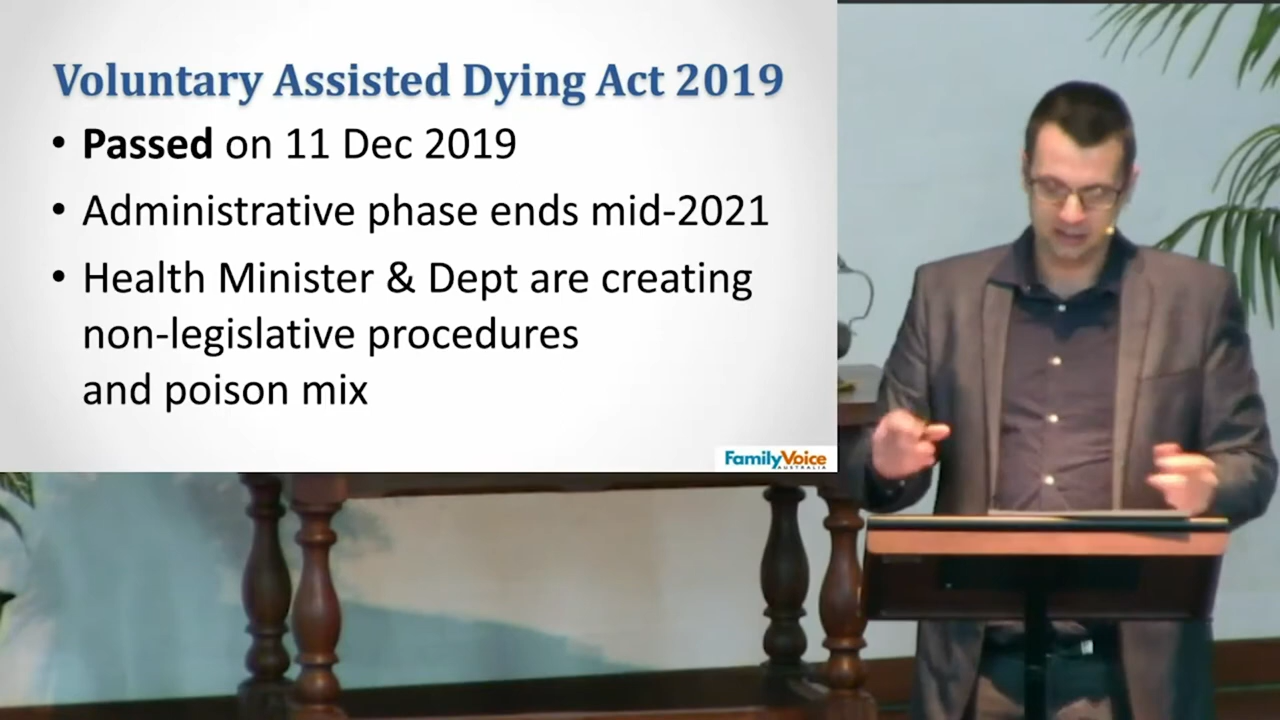 Voluntary Assisted Dying Act 2019
• Passed on 11 Dec 2019
• Administrative phase ends mid-2021
• Health Minister & Dept are creating
non-legislative procedures
and poison mix
FamilyVoice
AUSTRALIA